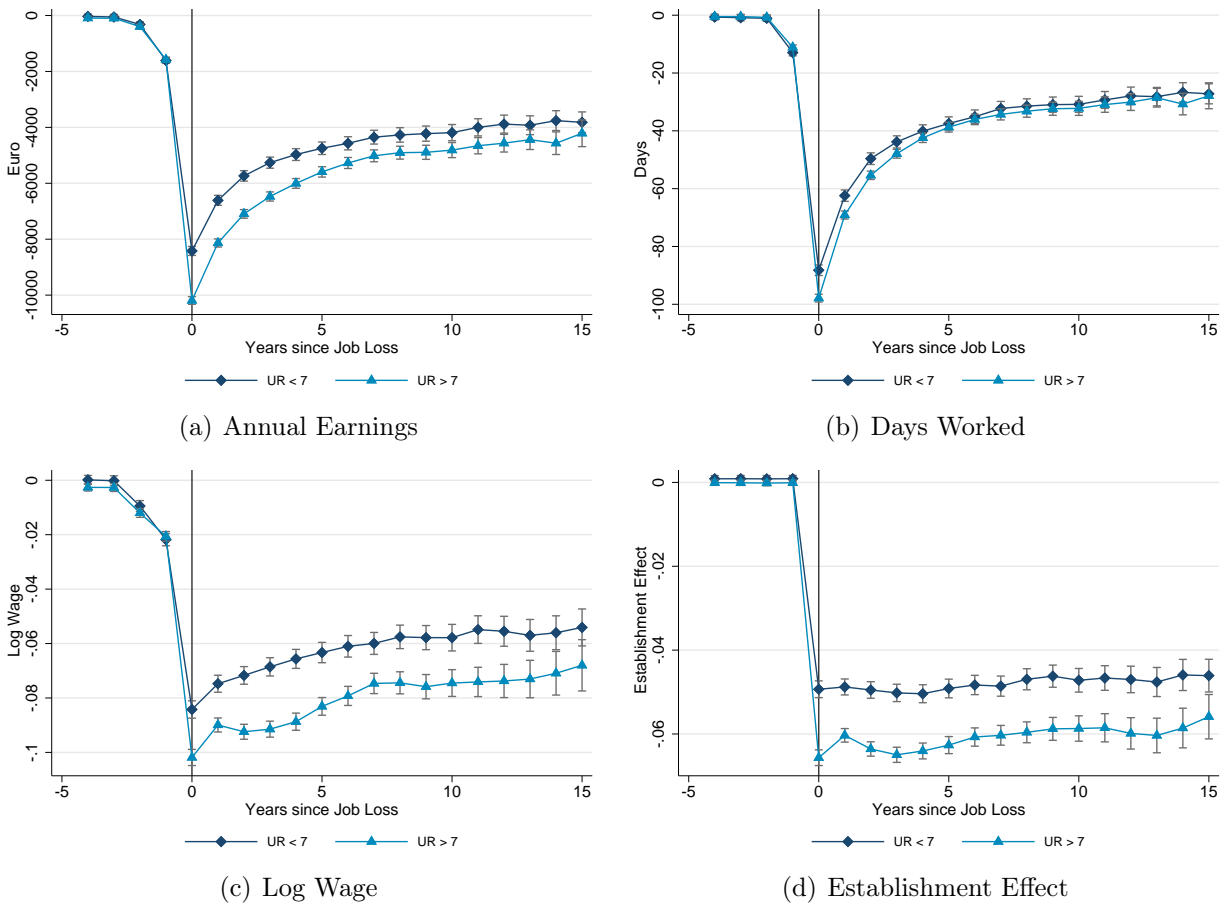 0
-2000
-4000
-6000
-8000
-10000
Euro
-5
0
5
10
15
Years since Job Loss
UR < 7
UR > 7
(a) Annual Earnings
0
-20
-40
-60
-80
-100
Days
-5
0
5
10
15
Years since Job Loss
UR < 7
UR > 7
(b) Days Worked
0
-.02
-.04
-.06
-.08
-.1
Log Wage
-5
0
5
10
15
Years since Job Loss
UR < 7
UR > 7
(c) Log Wage
0
-.02
-.04
-.06
Establishment Effect
-5
0
5
10
15
Years since Job Loss
UR < 7
UR > 7
(d) Establishment Effect